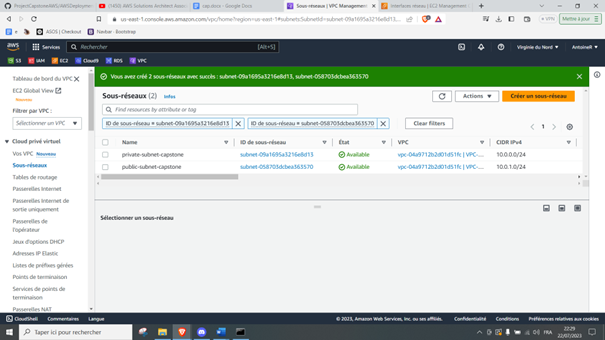 ProjectCapstoreAWS/AWSDeploymen
(1493) AWS Solutions Architect Associa
cap.docx - Google Docs
Sous-réseaux | VPC Management
Interfaces réseau | EC2 Managemen
us-east-1.console.aws.amazon.com/vpc/home?region=us-east-1#subnets:SubnetId=subnet-09a1695a3216e8d13,subnet-058703dcbea36...
VPN
Mettre à jour
Navbar · Bootstrap
ASOS | Checkout
Navbar · Bootstrap
aws
Services
Rechercher
[Alt+S]
Virginie du Nord
AntoineR
S3
IAM
EC2
Cloud9
RDS
VPC
Tableau de bord du VPC
EC2 Global View
Nouveau
Filtrer par VPC :
Sélectionner un VPC
Cloud privé virtuel
Vos VPC Nouveau
Sous-réseaux
Tables de routage
Passerelles Internet
Passerelles Internet de
sortie uniquement
Passerelles de
l'opérateur
Jeux d'options DHCP
Adresses IP Elastic
Listes de préfixes gérées
Points de terminaison
Services de points de
terminaison
Passerelles NAT
Vous avez créé 2 sous-réseaux avec succès : subnet-09a1695a3216e8d13, subnet-058703dcbea363570
Sous-réseaux (2) Infos
Actions
Créer un sous-réseau
Find resources by attribute or tag
ID de sous-réseau = subnet-09a1695a3216e8d13
ID de sous-réseau = subnet-058703dcbea363570
Clear filters
1
Name
ID de sous-réseau
État
VPC
CIDR IPv4
private-subnet-capstone
subnet-09a1695a3216e8d13
Available
vpc-04a9712b2d01d51fc | VPC-...
10.0.0.0/24
public-subnet-capstone
subnet-058703dcbea363570
Available
vpc-04a9712b2d01d51fc | VPC-...
10.0.1.0/24
Sélectionner un sous-réseau
CloudShell
Commentaires
Langue
© 2023, Amazon Web Services, Inc. ou ses affiliés.
Confidentialité
Conditions
Préférences relatives aux cookies
Taper ici pour rechercher
FRA
22:29
22/07/2023